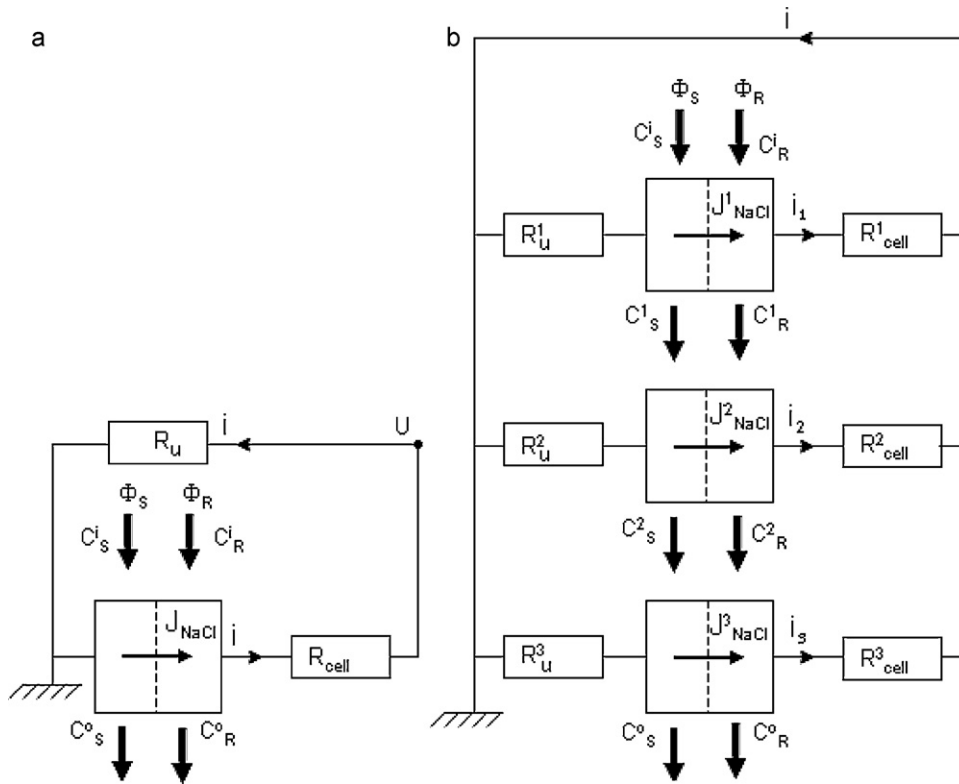 a
R_u
i
U
Φ_S Φ_R
C^i_S C^i_R
J_NaCl
i
R_cell
C^o_S C^o_R
b
i
Φ_S Φ_R
C^i_S C^i_R
R^1_u
J^1_NaCl
i_1
R^1_cell
C^1_S C^1_R
R^2_u
J^2_NaCl
i_2
R^2_cell
C^2_S C^2_R
R^3_u
J^3_NaCl
i_3
R^3_cell
C^o_S C^o_R